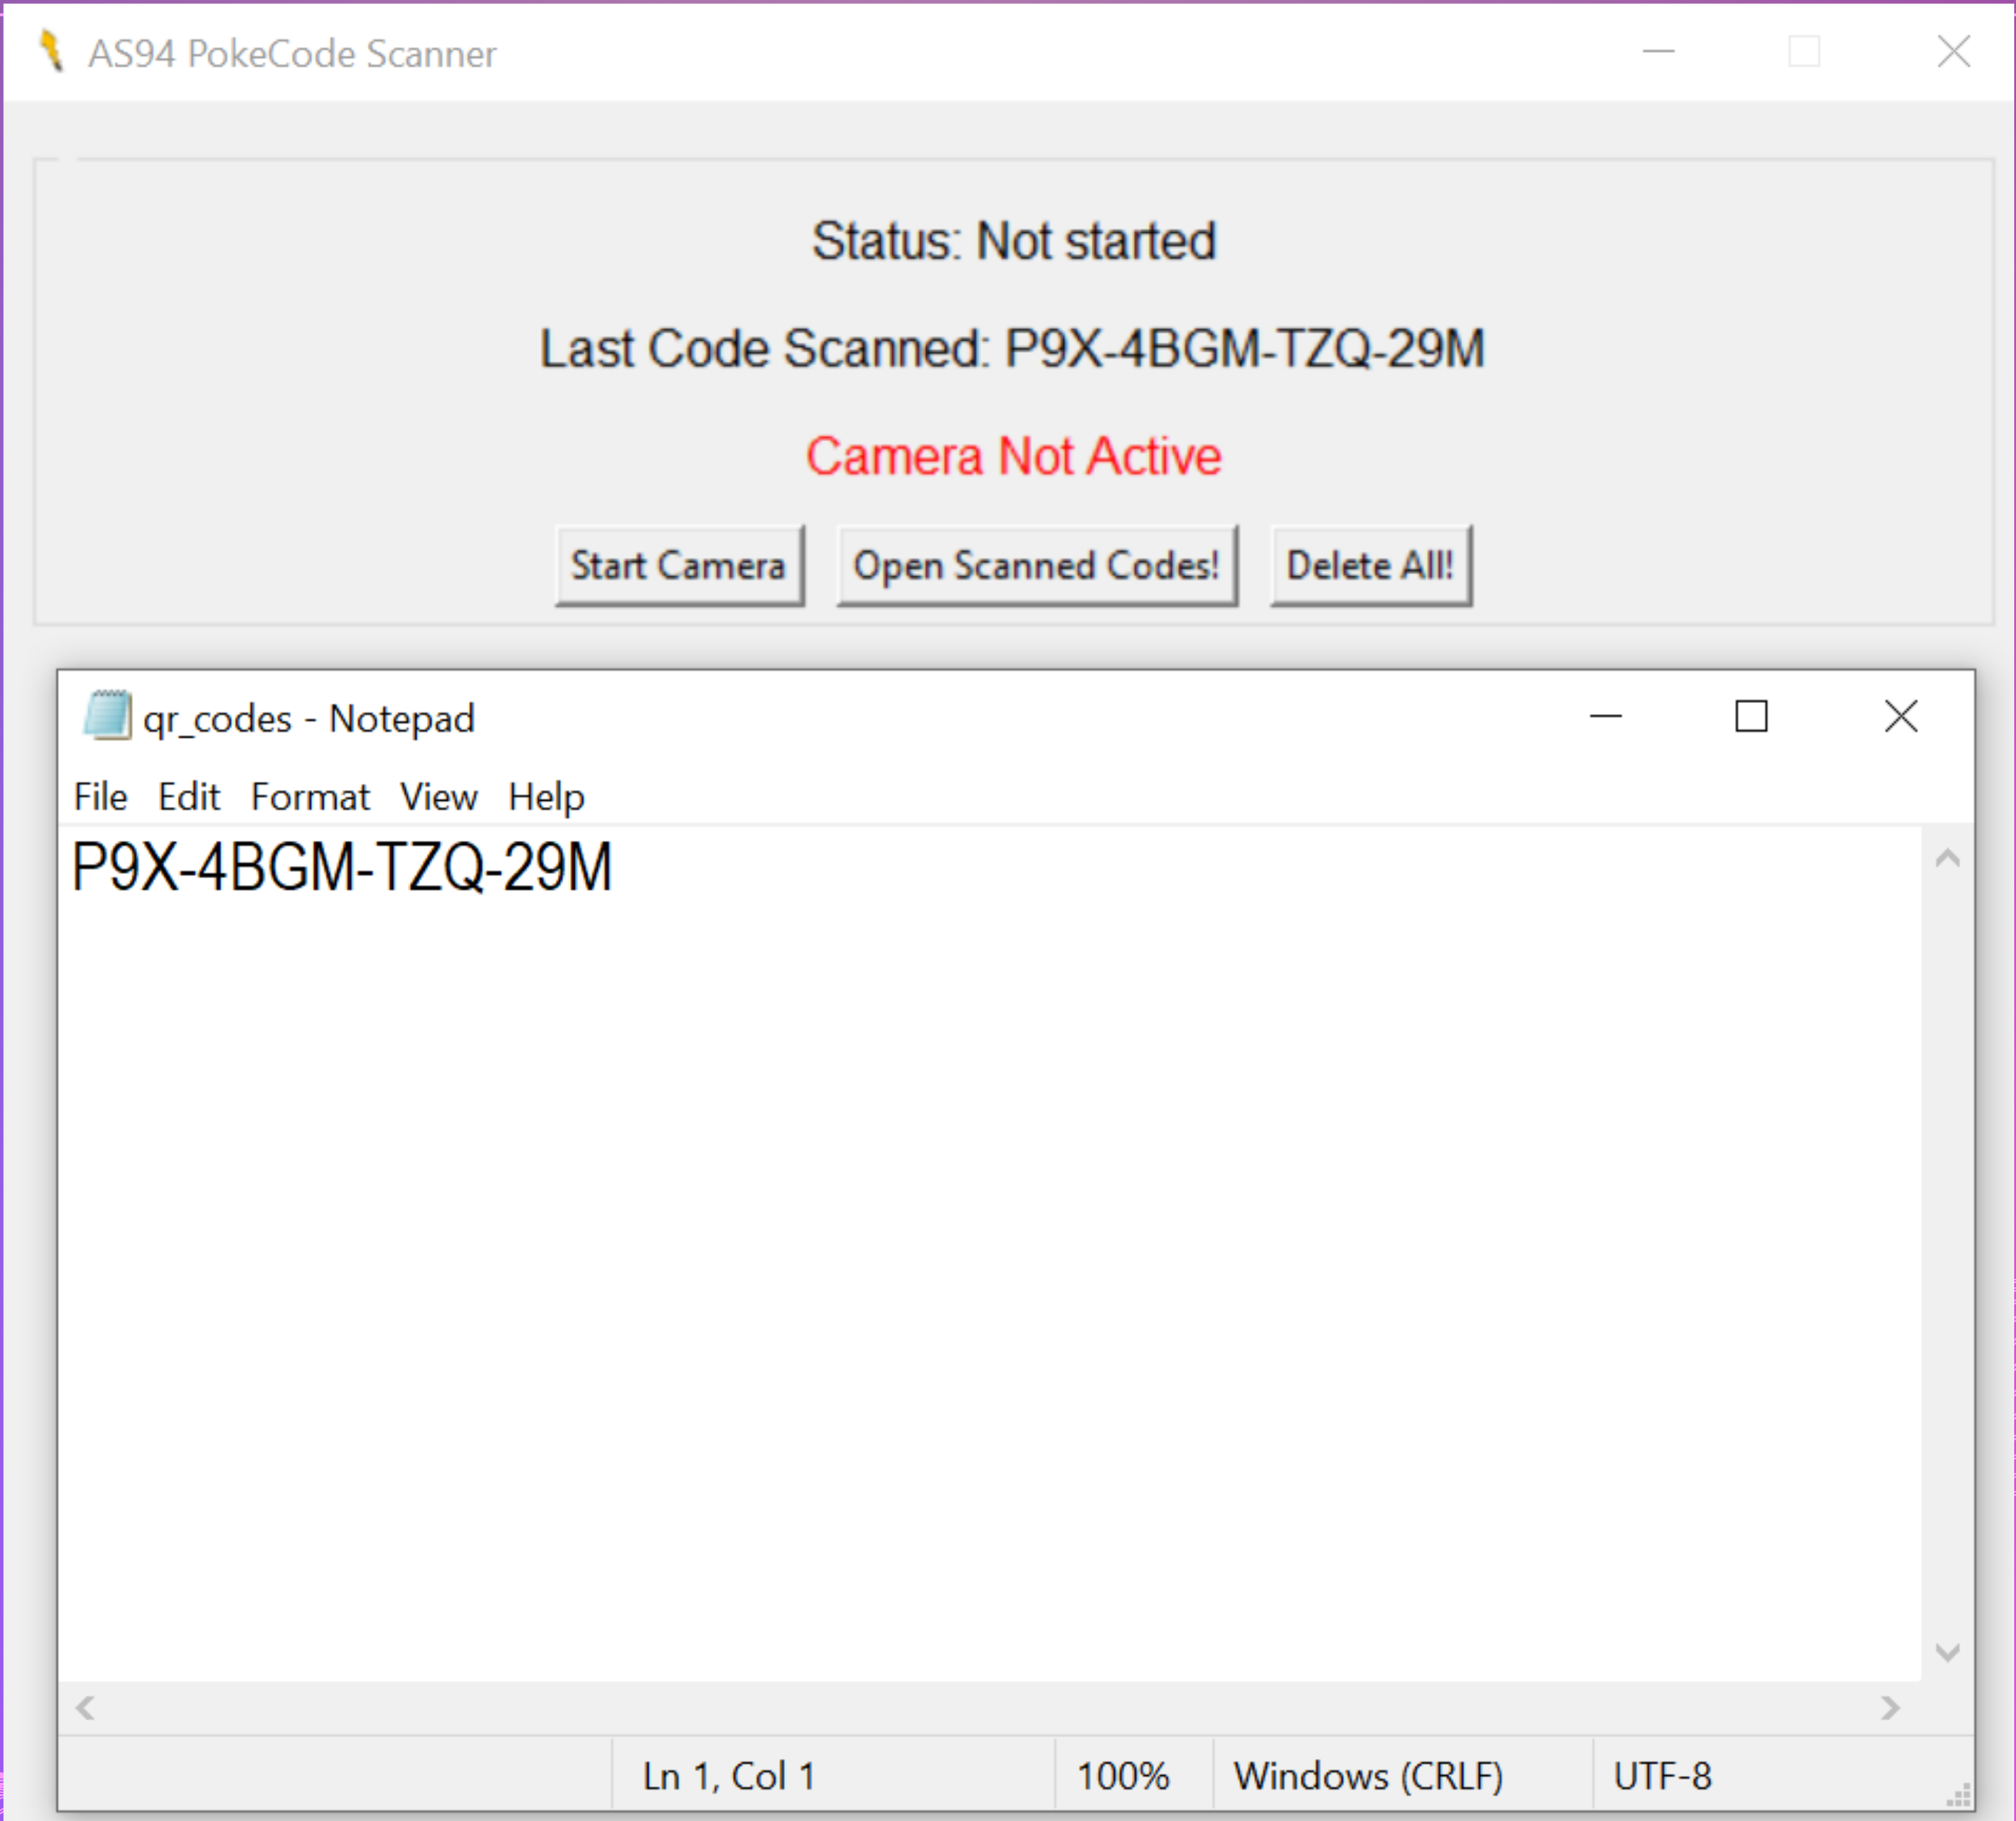 AS94 PokeCode Scanner
Status: Not started
Last Code Scanned: P9X-4BGM-TZQ-29M
Camera Not Active
Start Camera Open Scanned Codes! Delete All!
qr_codes - Notepad
File Edit Format View Help
P9X-4BGM-TZQ-29M
Ln 1, Col 1 100% Windows (CRLF) UTF-8